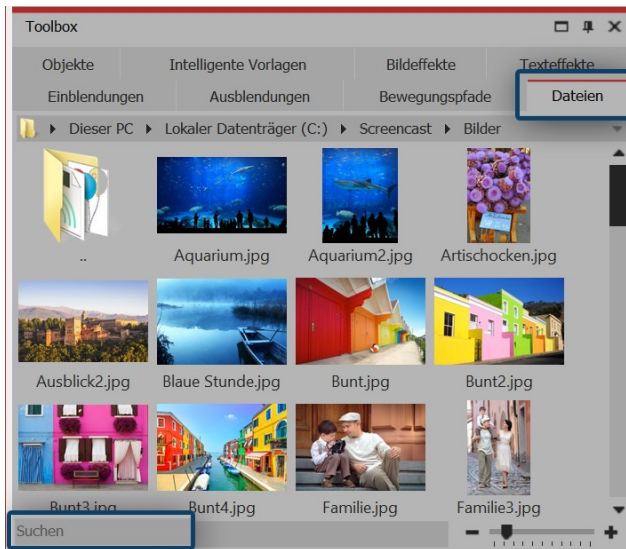 Toolbox
Objekte Intelligente Vorlagen Bildeffekte Texteffekte
Einblendungen Ausblendungen Bewegungspfade Dateien
Dieser PC Lokaler Datenträger (C:) Screencast Bilder
.. Aquarium.jpg Aquarium2.jpg Artischocken.jpg
Ausblick2.jpg Blaue Stunde.jpg Bunt.jpg Bunt2.jpg
Bunt3.jpg Bunt4.jpg Familie.jpg Familie3.jpg
Suchen